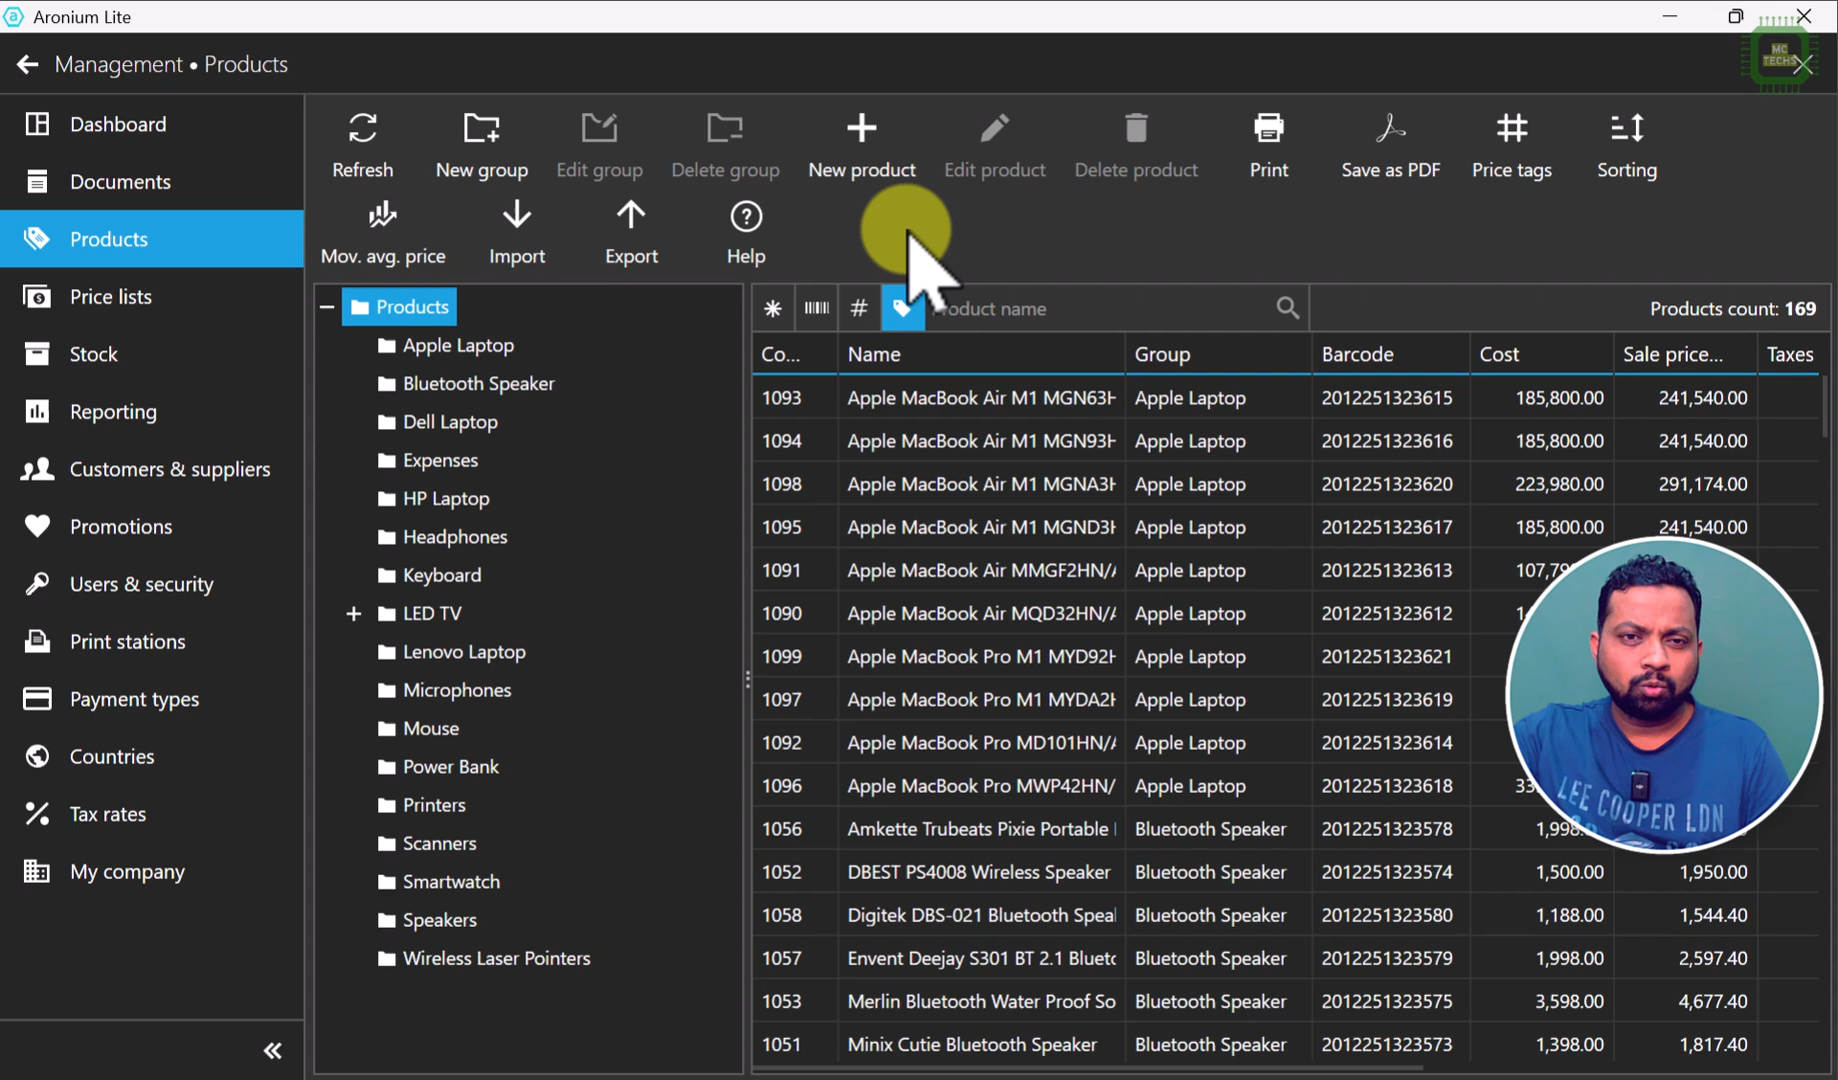 Aronium Lite
Management • Products
MC
TECHS
Dashboard
Documents
Products
Price lists
Stock
Reporting
Customers & suppliers
Promotions
Users & security
Print stations
Payment types
Countries
Tax rates
My company
Refresh
New group
Edit group
Delete group
New product
Edit product
Delete product
Print
Save as PDF
Price tags
Sorting
Mov. avg. price
Import
Export
Help
Products
Apple Laptop
Bluetooth Speaker
Dell Laptop
Expenses
HP Laptop
Headphones
Keyboard
LED TV
Lenovo Laptop
Microphones
Mouse
Power Bank
Printers
Scanners
Smartwatch
Speakers
Wireless Laser Pointers
name
Products count: 169
Co... Name Group Barcode Cost Sale price... Taxes
1093 Apple MacBook Air M1 Apple Laptop 2012251323615 185,800.00 241,540.00
1094 Apple MacBook Air M1 Apple Laptop 2012251323616 185,800.00 241,540.00
1098 Apple MacBook Air M1 Apple Laptop 2012251323620 223,980.00 291,174.00
1095 Apple MacBook Air M1 Apple Laptop 2012251323617 185,800.00 241,540.00
1091 Apple MacBook Air MMGF2HN/ Apple Laptop 2012251323613
1090 Apple MacBook Air MQD32HN/ Apple Laptop 2012251323612
1099 Apple MacBook Pro M1 Apple Laptop 2012251323621
1097 Apple MacBook Pro M1 Apple Laptop 2012251323619
1092 Apple MacBook Pro MD101HN/ Apple Laptop 2012251323614
1096 Apple MacBook Pro MWP42HN/ Apple Laptop 2012251323618
1056 Amkette Trubeats Pixie Portable Bluetooth Speaker 2012251323578
1052 DBEST PS4008 Wireless Speaker Bluetooth Speaker 2012251323574 1,500.00 1,950.00
1058 Digitek DBS-021 Bluetooth Bluetooth Speaker 2012251323580 1,188.00 1,544.40
1057 Envent Deejay S301 BT 2.1 Bluetooth Speaker 2012251323579 1,998.00 2,597.40
1053 Merlin Bluetooth Water Proof So Bluetooth Speaker 2012251323575 3,598.00 4,677.40
1051 Minix Cutie Bluetooth Speaker Bluetooth Speaker 2012251323573 1,398.00 1,817.40
LEE COOPER LDN